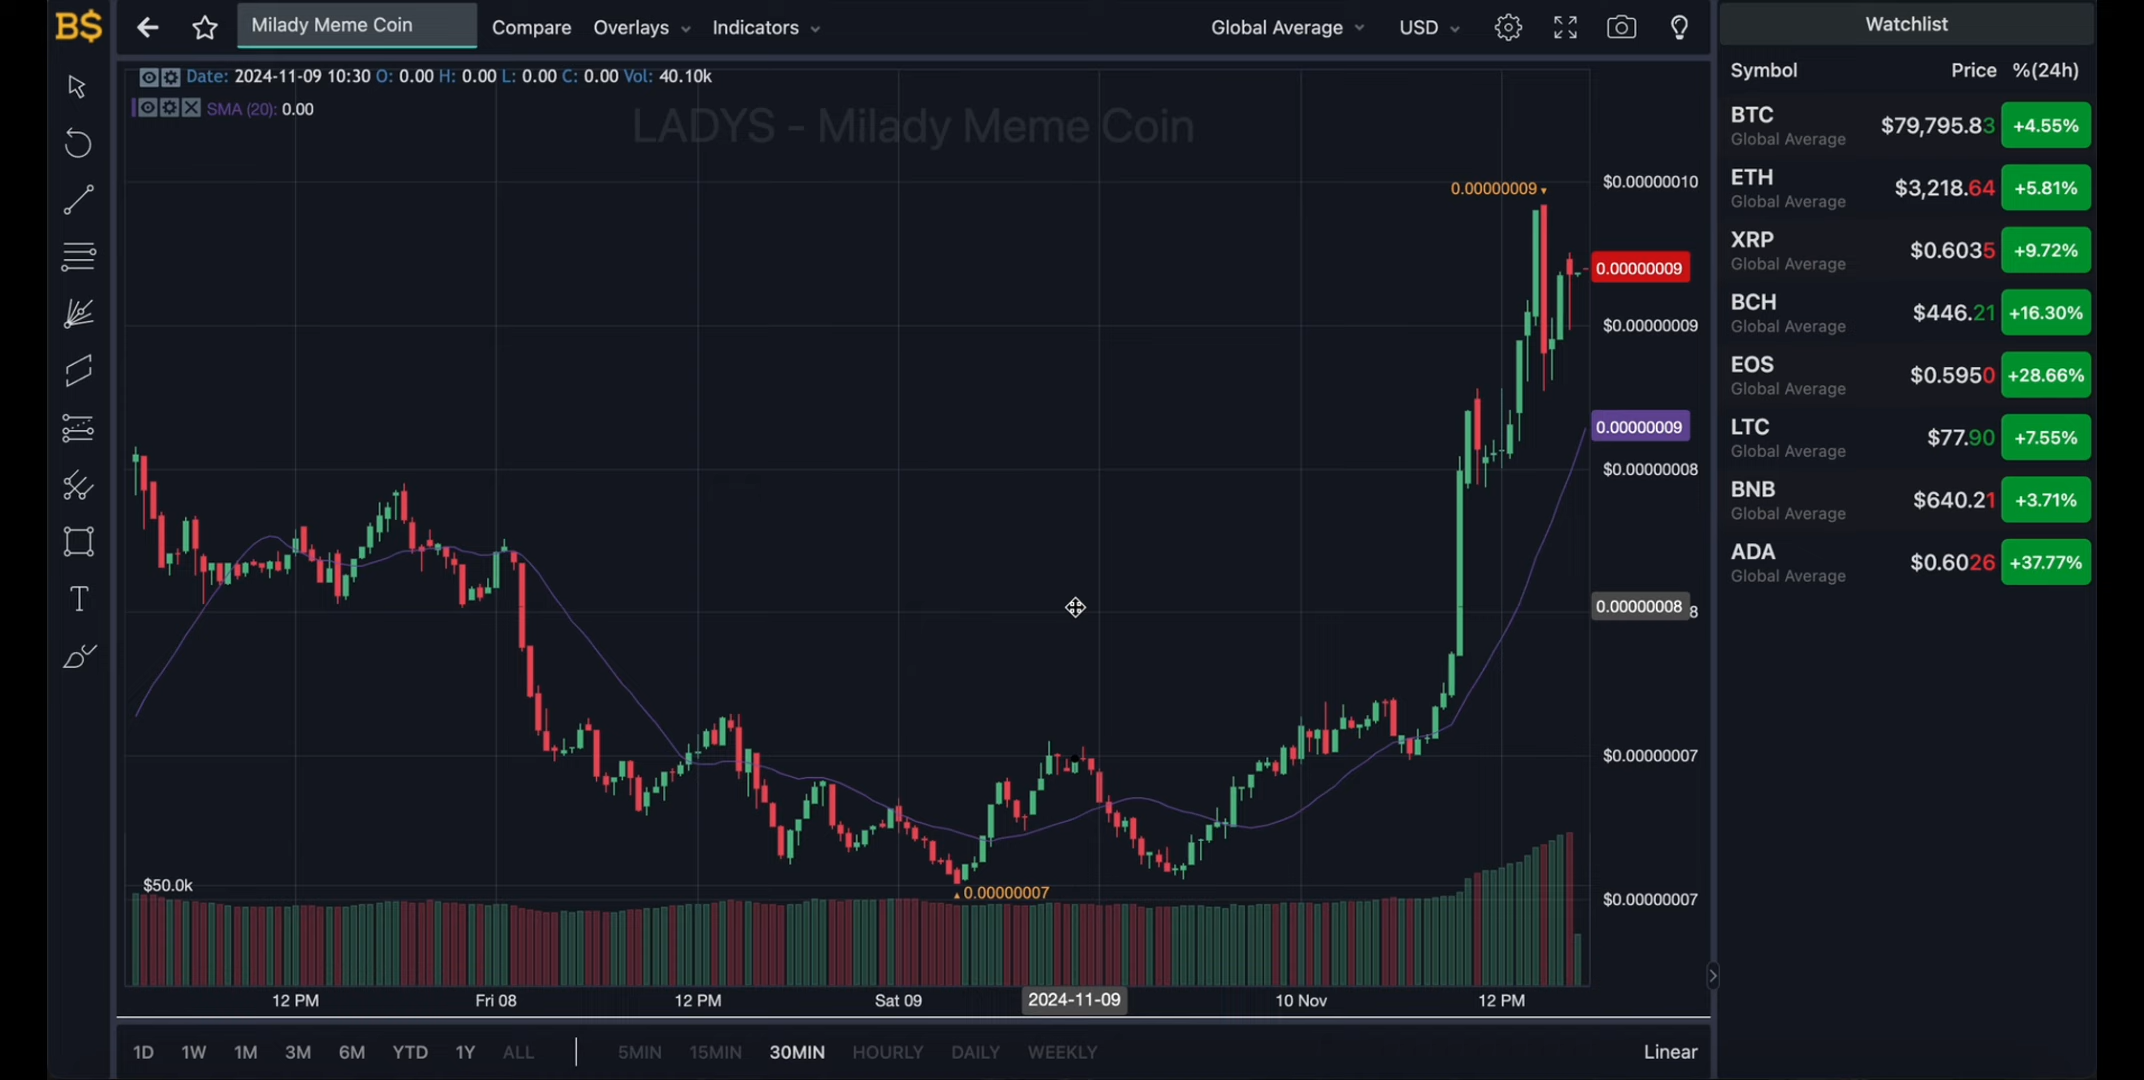 B$
Milady Meme Coin
Compare
Overlays
Indicators
Global Average
USD
Date: 2024-11-09 10:30 O: 0.00 H: 0.00 L: 0.00 C: 0.00 Vol: 40.10k
SMA (20): 0.00
LADYS - Milady Meme Coin
0.00000009
$0.00000010
0.00000009
$0.00000009
0.00000009
$0.00000008
0.00000008 8
$0.00000007
$0.00000007
$50.0k
0.00000007
12 PM
Fri 08
12 PM
Sat 09
2024-11-09
10 Nov
12 PM
1D 1W 1M 3M 6M YTD 1Y ALL
5MIN 15MIN 30MIN HOURLY DAILY WEEKLY
Linear
T
Watchlist
Symbol Price %(24h)
BTC $79,795.83 +4.55%
Global Average
ETH $3,218.64 +5.81%
Global Average
XRP $0.6035 +9.72%
Global Average
BCH $446.21 +16.30%
Global Average
EOS $0.5950 +28.66%
Global Average
LTC $77.90 +7.55%
Global Average
BNB $640.21 +3.71%
Global Average
ADA $0.6026 +37.77%
Global Average